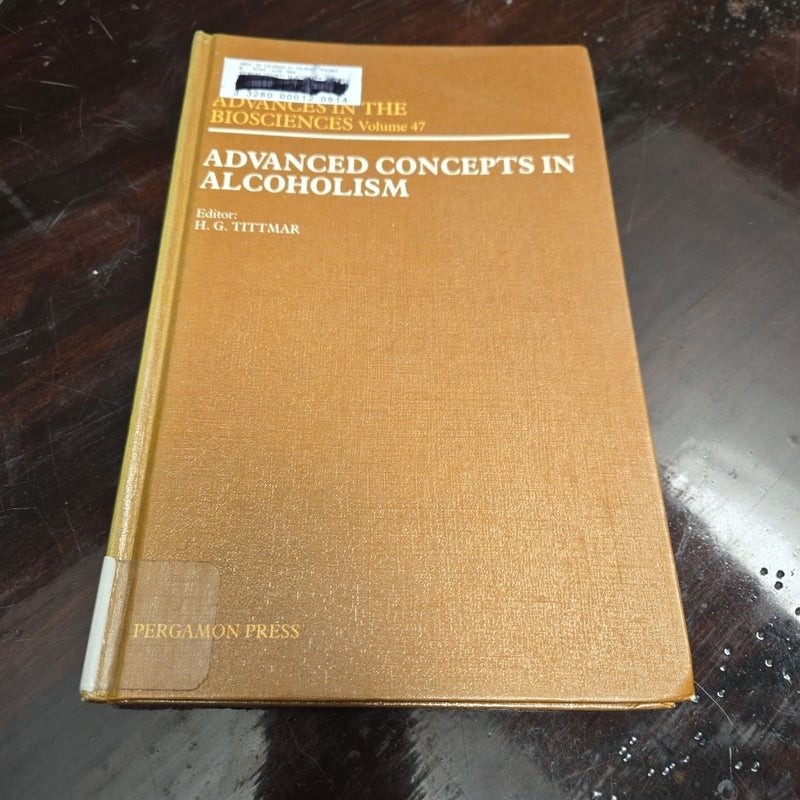 3 3280 00012 0914
ADVANCES IN THE
BIOSCIENCES Volume 47
ADVANCED CONCEPTS IN
ALCOHOLISM
Editor:
H. G. TITTMAR
PERGAMON PRESS